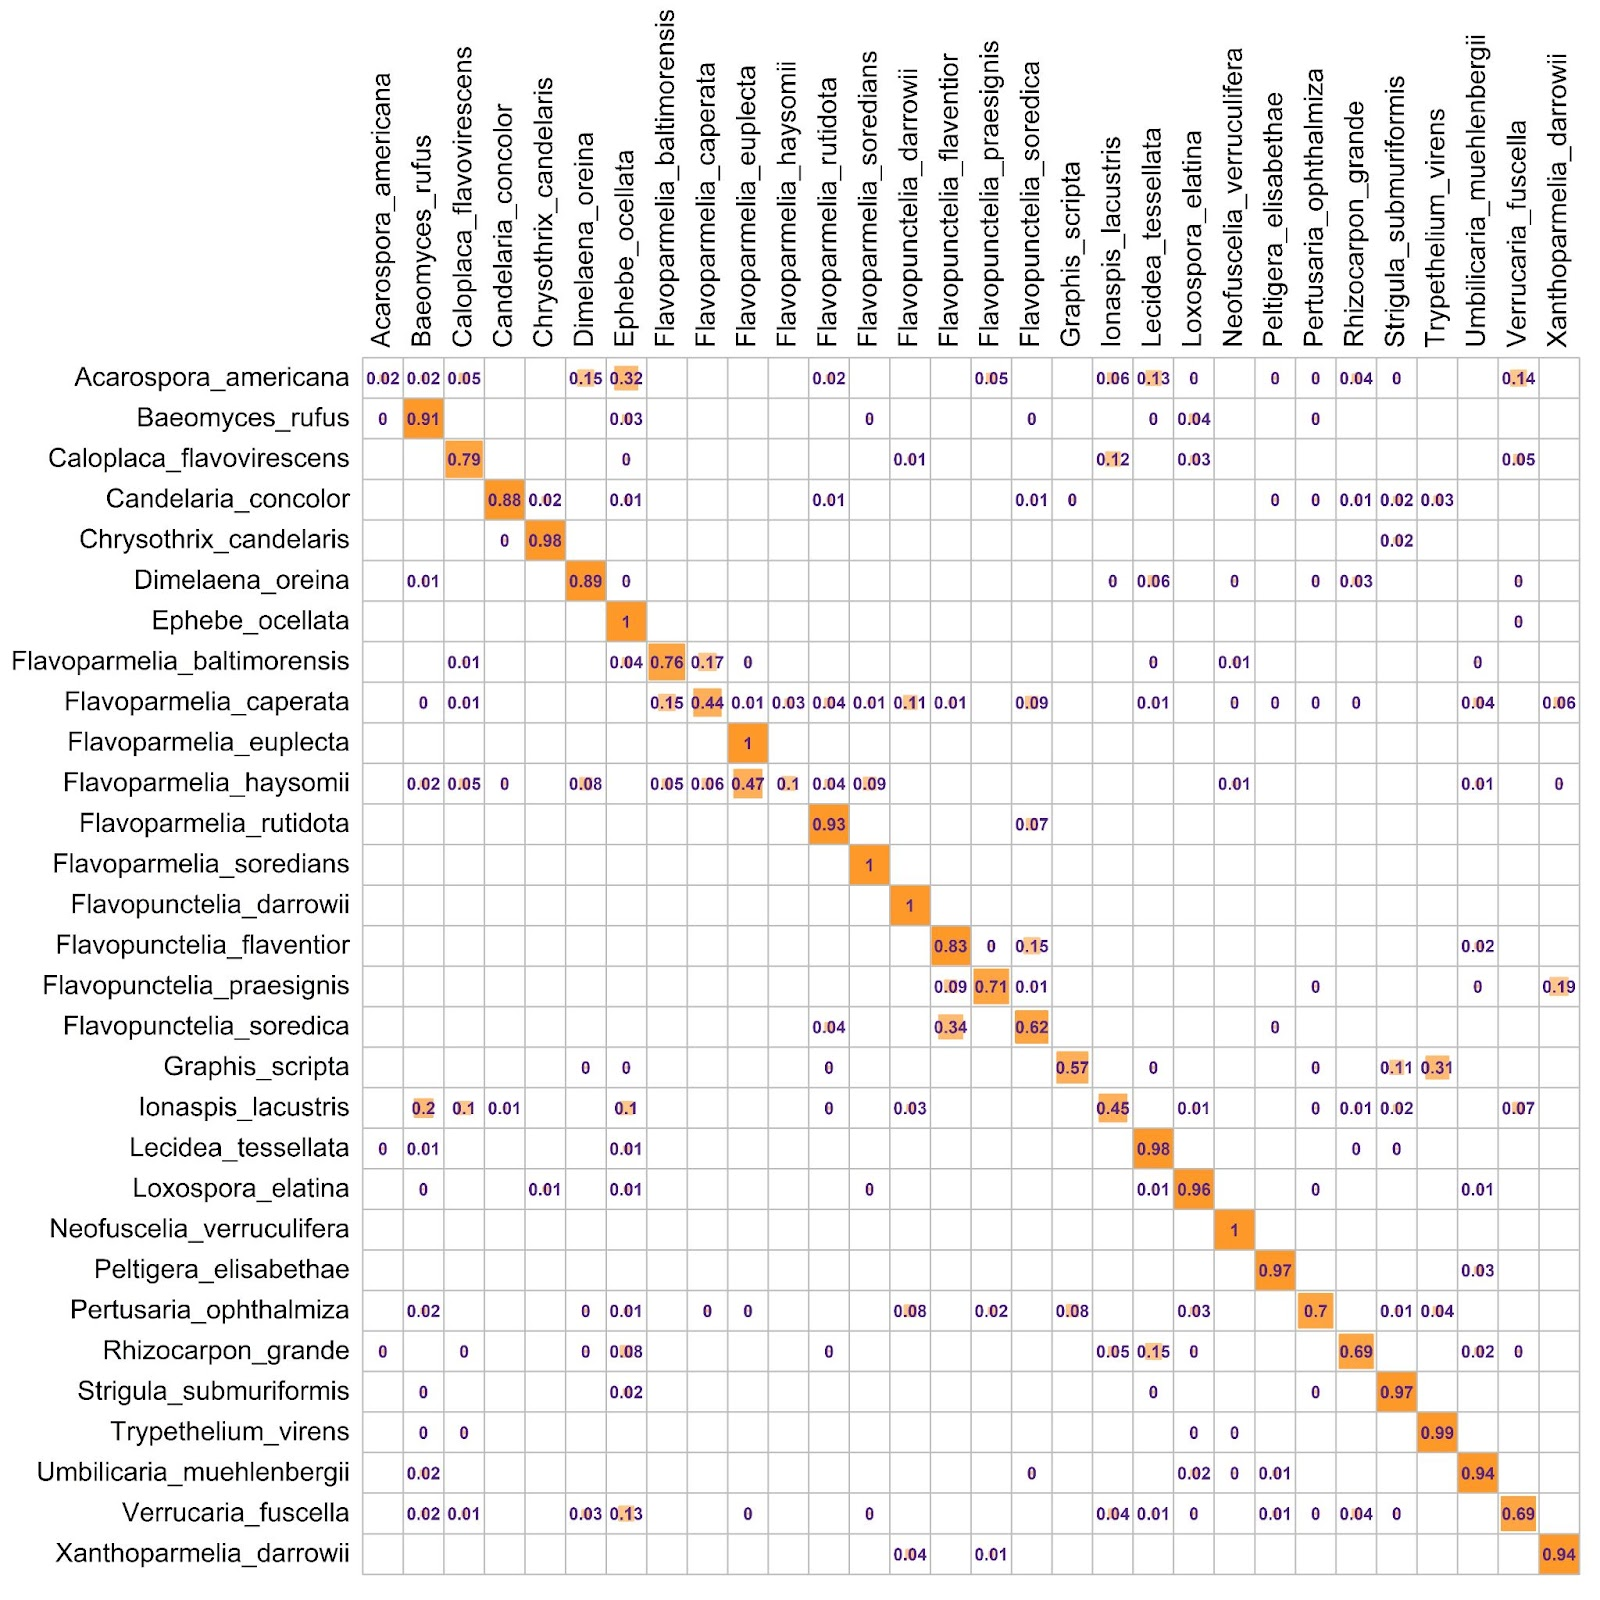 Acarospora_americana
Baeomyces_rufus
Caloplaca_flavovirescens
Candelaria_concolor
Chrysothrix_candelaris
Dimelaena_oreina
Ephebe_ocellata
Flavoparmelia_baltimorensis
Flavoparmelia_caperata
Flavoparmelia_euplecta
Flavoparmelia_haysomii
Flavoparmelia_rutidota
Flavoparmelia_soredians
Flavopunctelia_darrowii
Flavopunctelia_flaventior
Flavopunctelia_praesignis
Flavopunctelia_soredica
Graphis_scripta
Ionaspis_lacustris
Lecidea_tessellata
Loxospora_elatina
Neofuscelia_verruculifera
Peltigera_elisabethae
Pertusaria_ophthalmiza
Rhizocarpon_grande
Strigula_submuriformis
Trypethelium_virens
Umbilicaria_muehlenbergii
Verrucaria_fuscella
Xanthoparmelia_darrowii
Acarospora_americana 0.02 0.02 0.05 0.15 0.32 0.02 0.05 0.06 0.13 0 0 0 0.04 0 0.14
Baeomyces_rufus 0 0.91 0.03 0 0 0 0.04 0
Caloplaca_flavovirescens 0.79 0 0.01 0.12 0.03 0.05
Candelaria_concolor 0.88 0.02 0.01 0.01 0.01 0 0 0 0.01 0.02 0.03
Chrysothrix_candelaris 0 0.98 0.02
Dimelaena_oreina 0.01 0.89 0 0 0.06 0 0 0.03 0
Ephebe_ocellata 1 0
Flavoparmelia_baltimorensis 0.01 0.04 0.76 0.17 0 0 0.01 0
Flavoparmelia_caperata 0 0.01 0.15 0.44 0.01 0.03 0.04 0.01 0.11 0.01 0.09 0.01 0 0 0 0 0.04 0.06
Flavoparmelia_euplecta 1
Flavoparmelia_haysomii 0.02 0.05 0 0.08 0.05 0.06 0.47 0.1 0.04 0.09 0.01 0.01 0
Flavoparmelia_rutidota 0.93 0.07
Flavoparmelia_soredians 1
Flavopunctelia_darrowii 1
Flavopunctelia_flaventior 0.83 0 0.15 0.02
Flavopunctelia_praesignis 0.09 0.71 0.01 0 0 0.19
Flavopunctelia_soredica 0.04 0.34 0.62 0
Graphis_scripta 0 0 0 0.57 0 0 0.11 0.31
Ionaspis_lacustris 0.2 0.1 0.01 0.1 0 0.03 0.45 0.01 0 0.01 0.02 0.07
Lecidea_tessellata 0 0.01 0.01 0.98 0 0
Loxospora_elatina 0 0.01 0.01 0 0.01 0.96 0 0.01
Neofuscelia_verruculifera 1
Peltigera_elisabethae 0.97 0.03
Pertusaria_ophthalmiza 0.02 0 0.01 0 0 0.08 0.02 0.08 0.03 0.7 0.01 0.04
Rhizocarpon_grande 0 0 0 0.08 0 0.05 0.15 0 0.69 0.02 0
Strigula_submuriformis 0 0.02 0 0 0.97
Trypethelium_virens 0 0 0 0 0.99
Umbilicaria_muehlenbergii 0.02 0 0.02 0 0.01 0.94
Verrucaria_fuscella 0.02 0.01 0.03 0.13 0 0 0.04 0.01 0 0.01 0 0.04 0 0.69
Xanthoparmelia_darrowii 0.04 0.01 0.94